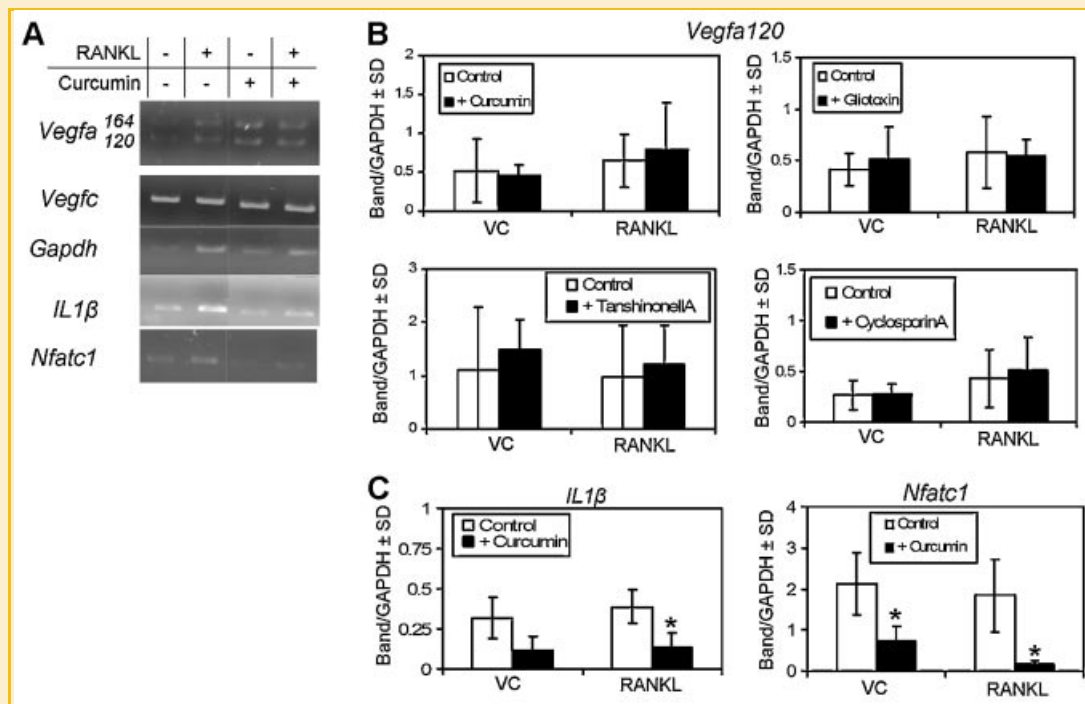 A
RANKL - + - +
Curcumin - - + +
Vegfa 164
120
Vegfc
Gapdh
IL1β
Nfatc1
B
Vegfa120
Band/GAPDH ± SD
2
1.5
1
0.5
0
Control
+ Curcumin
VC RANKL
Band/GAPDH ± SD
1.5
1
0.5
0
Control
+ Gliotoxin
VC RANKL
Band/GAPDH ± SD
3
2
1
0
Control
+ TanshinoneIIA
VC RANKL
Band/GAPDH ± SD
1.5
1
0.5
0
Control
+ CyclosporinA
VC RANKL
C
IL1β
Band/GAPDH ± SD
1
0.75
0.25
0
Control
+ Curcumin
*
VC RANKL
Nfatc1
Band/GAPDH ± SD
4
3
2
1
0
Control
+ Curcumin
* *
VC RANKL